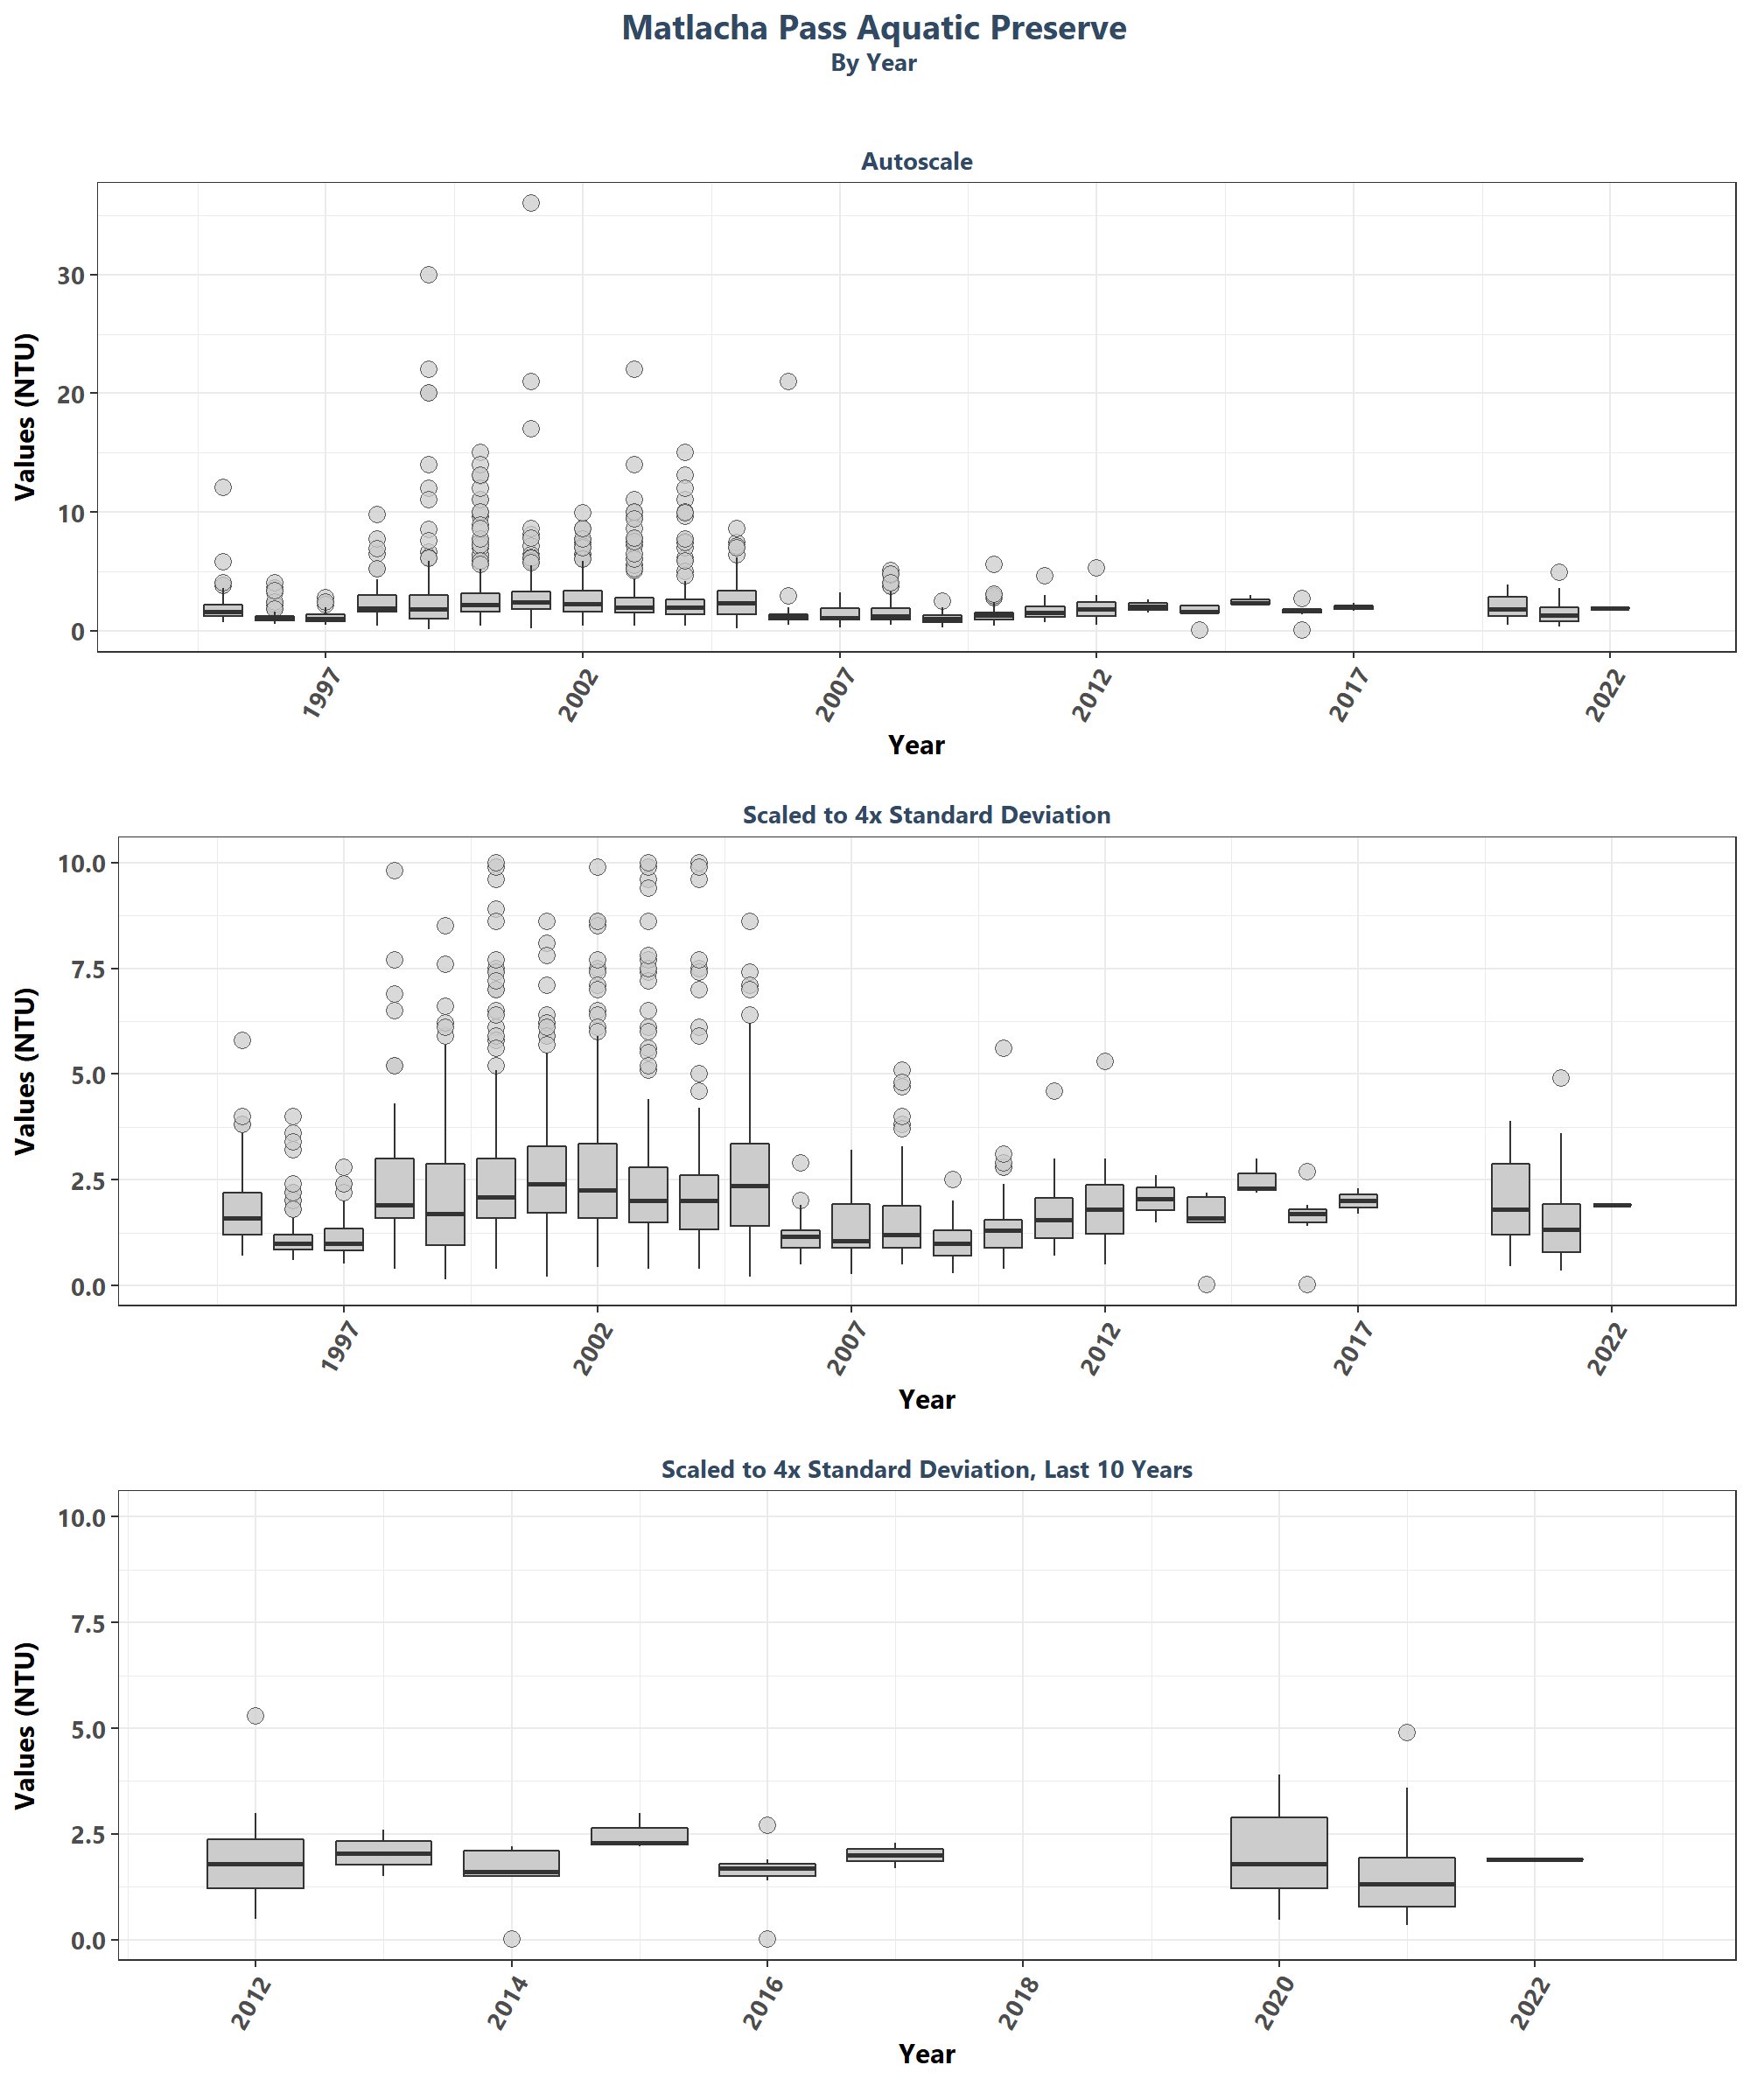 Matlacha Pass Aquatic Preserve
By Year
Autoscale
Values (NTU)
30
20
10
0
1997
2002
2007
2012
2017
2022
Year
Scaled to 4x Standard Deviation
Values (NTU)
10.0
7.5
5.0
2.5
0.0
1997
2002
2007
2012
2017
2022
Year
Scaled to 4x Standard Deviation, Last 10 Years
Values (NTU)
10.0
7.5
5.0
2.5
0.0
2012
2014
2016
2018
2020
2022
Year